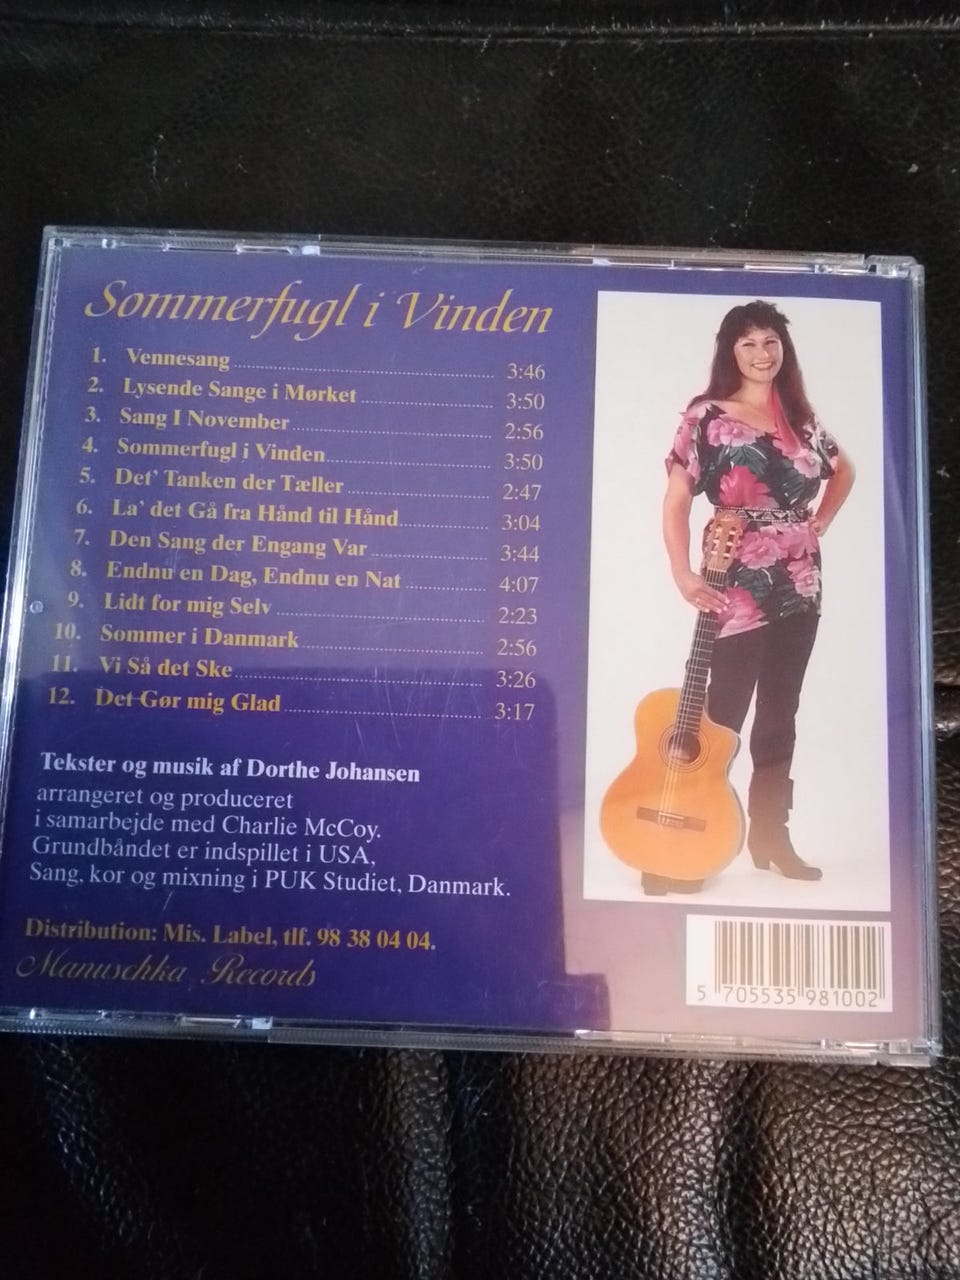 Sommerfugl i Vinden
1. Vennesang 3:46
2. Lysende Sange i Mørket 3:50
3. Sang I November 2:56
4. Sommerfugl i Vinden 3:50
5. Det' Tanken der Tæller 2:47
6. La' det Gå fra Hånd til Hånd 3:04
7. Den Sang der Engang Var 3:44
8. Endnu en Dag, Endnu en Nat 4:07
9. Lidt for mig Selv 2:23
10. Sommer i Danmark 2:56
11. Vi Så det Ske 3:26
12. Det Gør mig Glad 3:17
Tekster og musik af Dorthe Johansen
arrangeret og produceret
i samarbejde med Charlie McCoy.
Grundbåndet er indspillet i USA,
Sang, kor og mixning i PUK Studiet, Danmark.
Distribution: Mis. Label, tlf. 98 38 04 04.
Manuschka Records
5 705535 981002